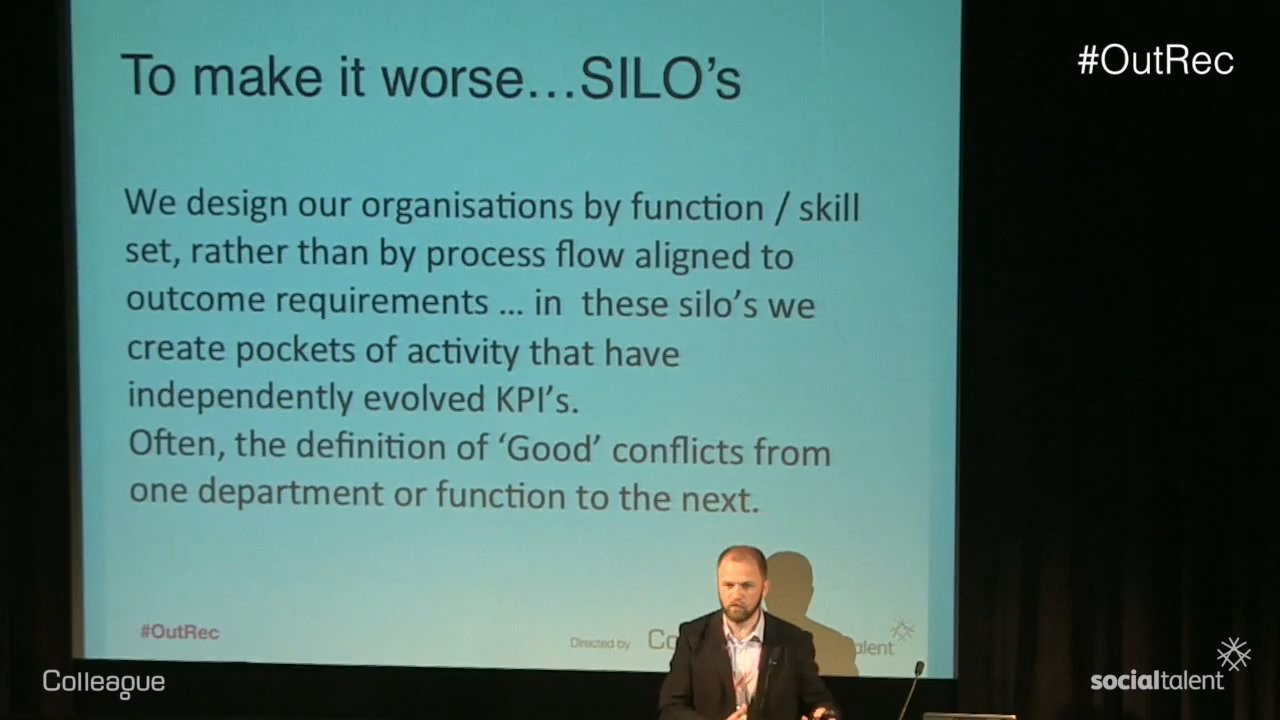 To make it worse...SILO's
#OutRec
We design our organisations by function / skill
set, rather than by process flow aligned to
outcome requirements ... in these silo's we
create pockets of activity that have
independently evolved KPI's.
Often, the definition of 'Good' conflicts from
one department or function to the next.
#OutRec
Directed by
Colleague
socialtalent